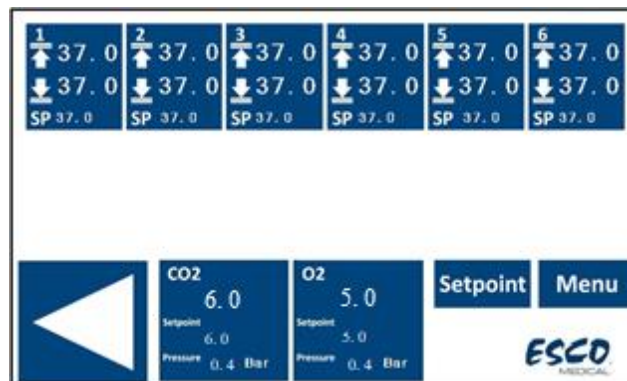 1 2 3 4 5 6
37.0 37.0 37.0 37.0 37.0 37.0
37.0 37.0 37.0 37.0 37.0 37.0
SP 37.0 SP 37.0 SP 37.0 SP 37.0 SP 37.0 SP 37.0
CO2
6.0
Setpoint
6.0
Pressure 0.4 Bar
O2
5.0
Setpoint
5.0
Pressure 0.4 Bar
Setpoint Menu
ESCO
MEDICAL